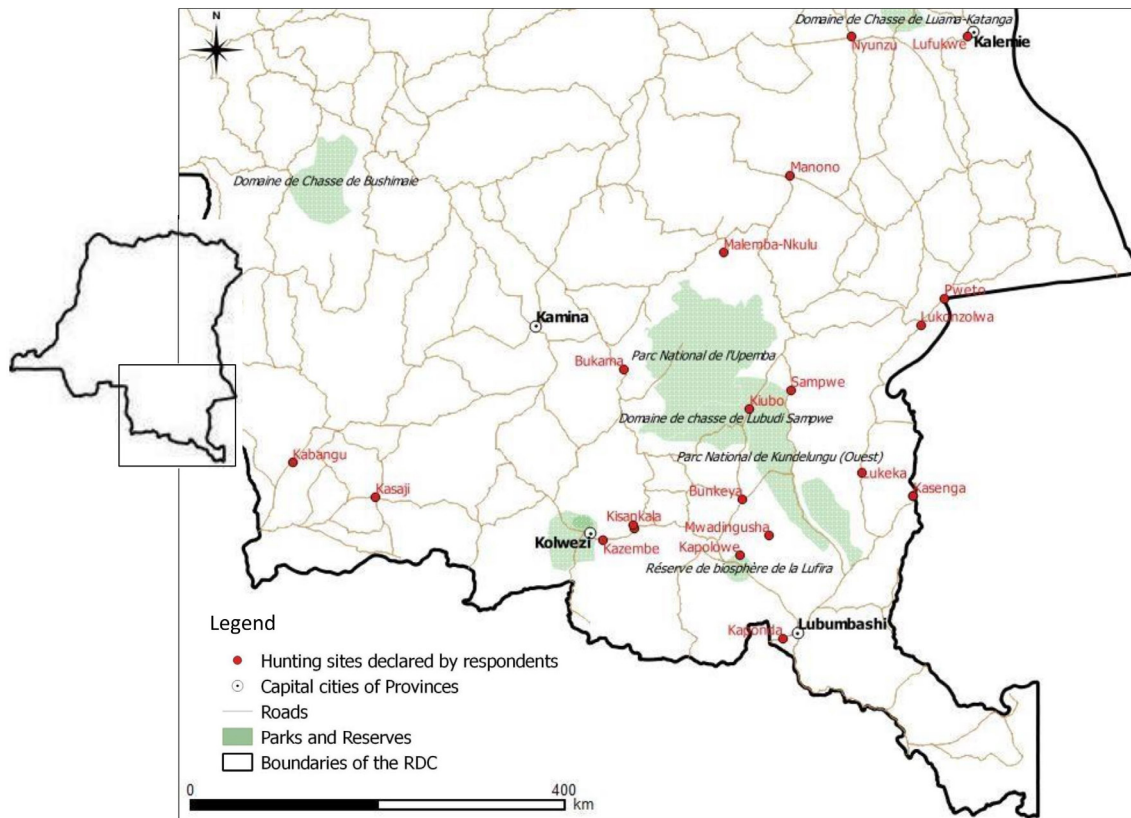 N
Domaine de Chasse de Luama-Katanga
Nyunzu
Lufukwe
Kalemie
Manono
Domaine de Chasse de Bushimaie
Malemba-Nkulu
Pweto
Lukonzolwa
Kamina
Bukama
Parc National de l'Upemba
Sampwe
Kiubo
Domaine de chasse de Lubudi Sampwe
Parc National de Kundelungu (Ouest)
Kabangu
Lukeka
Kasaji
Bunkeya
Kasenga
Kisankala
Mwadingusha
Kolwezi
Kazembe
Kapolowe
Réserve de biosphère de la Lufira
Kaponda
Lubumbashi
Legend
Hunting sites declared by respondents
Capital cities of Provinces
Roads
Parks and Reserves
Boundaries of the RDC
0
400
km